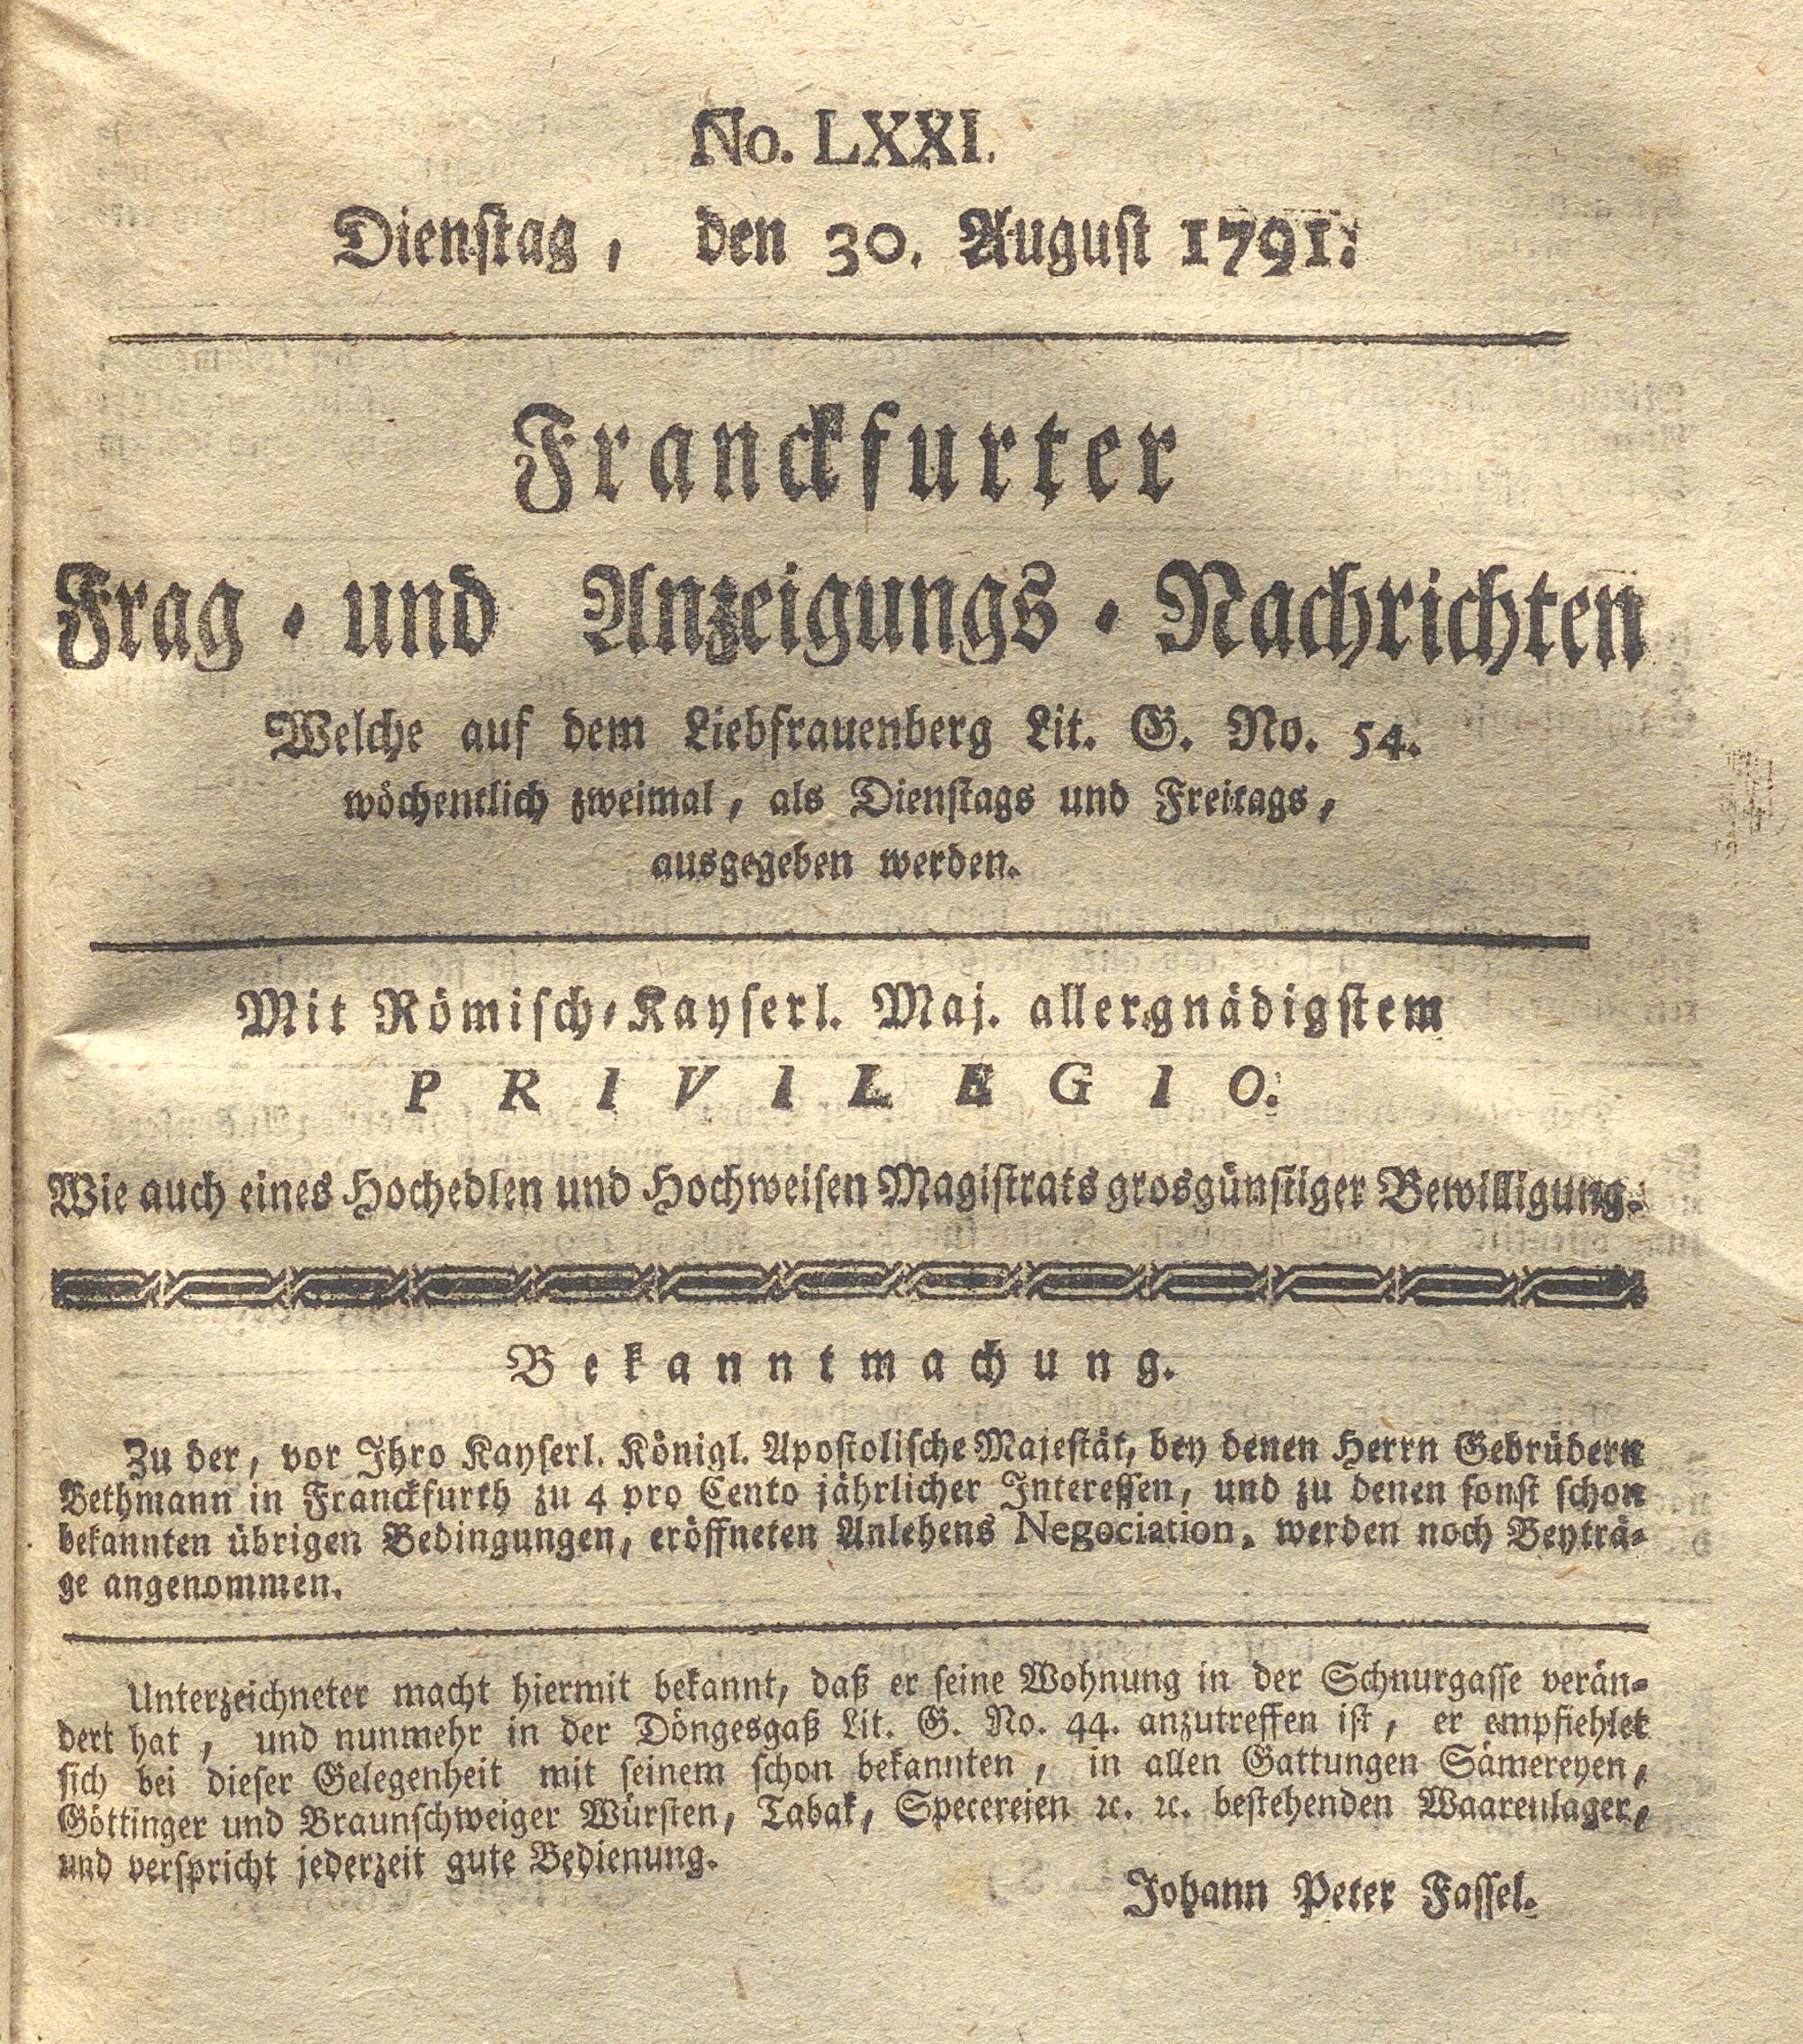 No. LXXI.
Dienstag, den 30. August 1791.
Franckfurter
Frag- und Anzeigungs-Nachrichten
Welche auf dem Liebfrauenberg Lit. G. No. 54.
wöchentlich zweimal, als Dienstags und Freitags,
ausgegeben werden.
Mit Römisch-Kayserl. Maj. allergnädigstem
PRIVILEGIO.
Wie auch eines Hochedlen und Hochweisen Magistrats grosgünstiger Bewilligung.
Bekanntmachung.
Zu der, vor Ihro Kayserl. Königl. Apostolische Majestät, bey denen Herrn Gebrüdern
Bethmann in Franckfurth zu 4 pro Cento jährlicher Interessen, und zu denen sonst schon
bekannten übrigen Bedingungen, eröffneten Anlehens Negociation, werden noch Beyträ-
ge angenommen.
Unterzeichneter macht hiermit bekannt, daß er seine Wohnung in der Schnurgasse verän-
dert hat, und nunmehr in der Döngesgaß Lit. G. No. 44. anzutreffen ist, er empfiehlet
sich bei dieser Gelegenheit mit seinem schon bekannten, in allen Gattungen Sämereyen,
Göttinger und Braunschweiger Würsten, Tabak, Specereien ꝛc. ꝛc. bestehenden Waarenlager,
und verspricht jederzeit gute Bedienung.
Johann Peter Fassel.